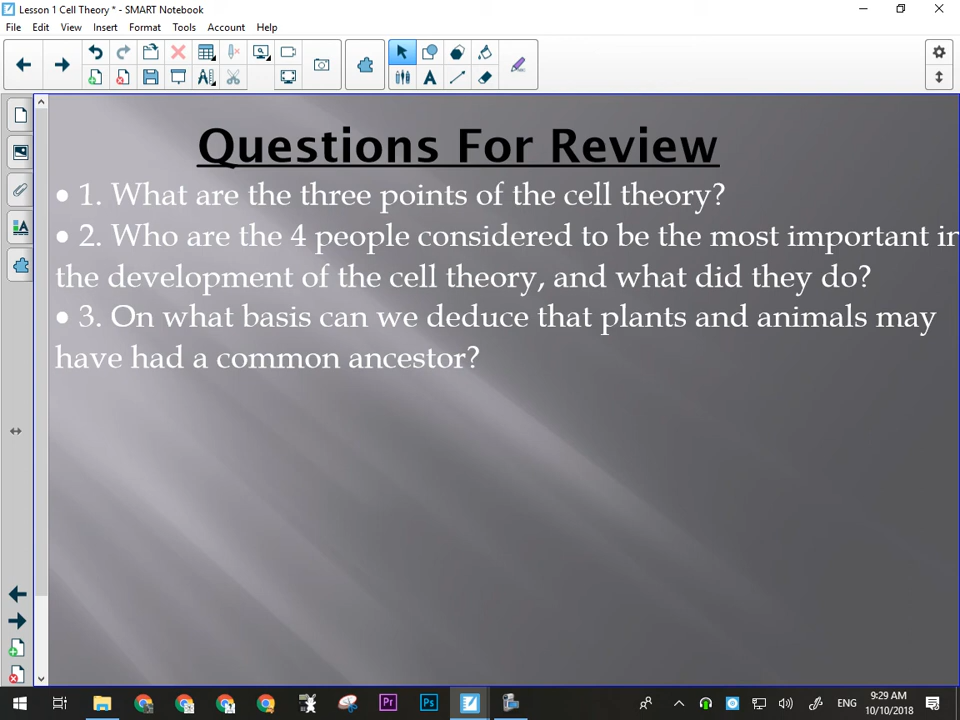 Lesson 1 Cell Theory * - SMART Notebook
File Edit View Insert Format Tools Account Help
Questions For Review
• 1. What are the three points of the cell theory?
• 2. Who are the 4 people considered to be the most important in
the development of the cell theory, and what did they do?
• 3. On what basis can we deduce that plants and animals may
have had a common ancestor?
ENG
9:29 AM
10/10/2018